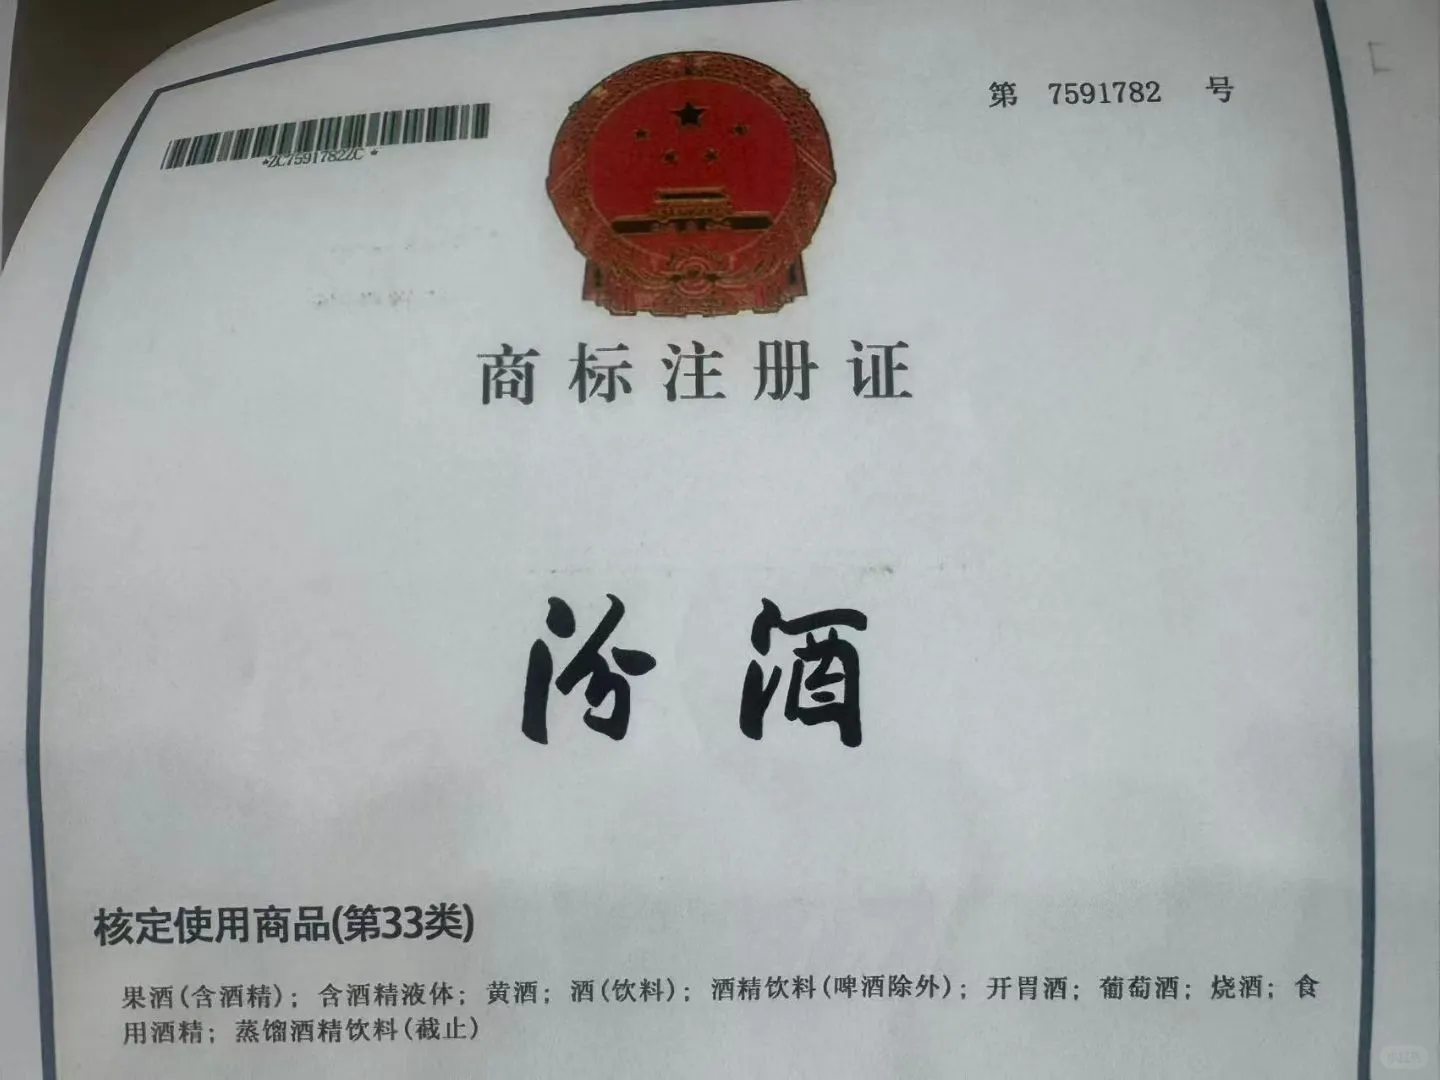 第 7591782 号
*ZC7591782ZC *
商标注册证
汾酒
核定使用商品(第33类)
果酒(含酒精)；含酒精液体；黄酒；酒(饮料)；酒精饮料(啤酒除外)；开胃酒；葡萄酒；烧酒；食
用酒精；蒸馏酒精饮料(截止)